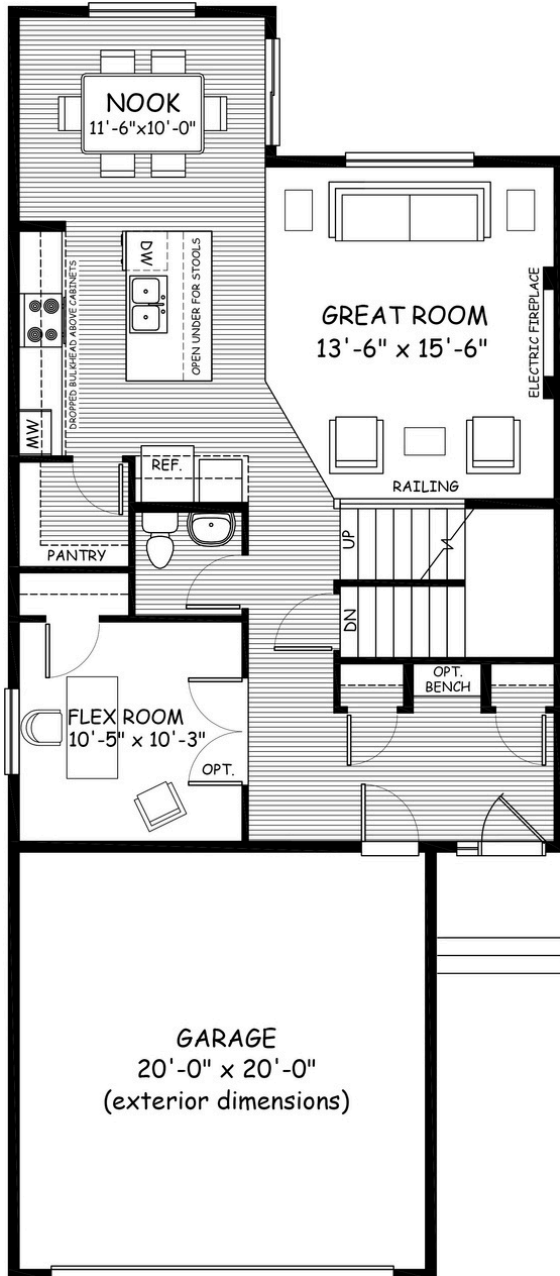 NOOK
11'-6"x10'-0"
DW
OPEN UNDER FOR STOOLS
DROPPED BULKHEAD ABOVE CABINETS
MW
GREAT ROOM
13'-6" x 15'-6"
ELECTRIC FIREPLACE
REF.
RAILING
PANTRY
UP
DN
OPT.
BENCH
FLEX ROOM
10'-5" x 10'-3"
OPT.
GARAGE
20'-0" x 20'-0"
(exterior dimensions)